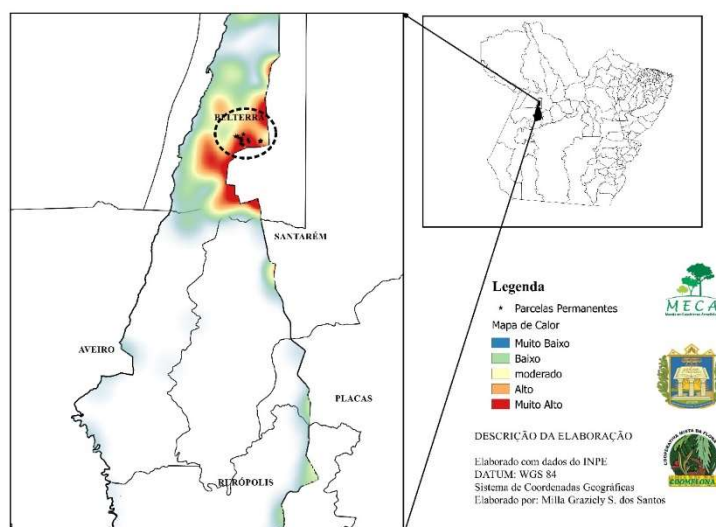 BELTERRA
SANTARÉM
AVEIRO
PLACAS
RURÓPOLIS
Legenda
Parcelas Permanentes
Mapa de Calor
Muito Baixo
Baixo
moderado
Alto
Muito Alto
MECA
DESCRIÇÃO DA ELABORAÇÃO
Elaborado com dados do INPE
DATUM: WGS 84
Sistema de Coordenadas Geográficas
Elaborado por: Milla Graziely S. dos Santos
COOMFLONA